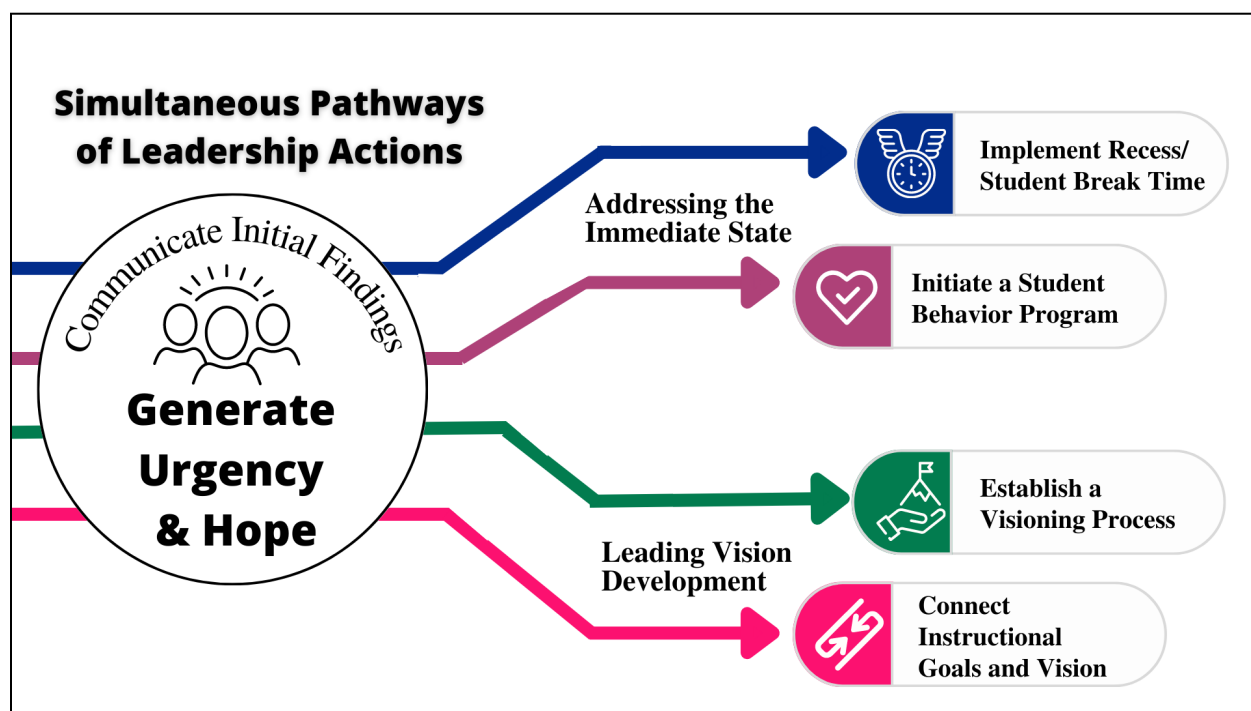 Simultaneous Pathways
of Leadership Actions
Communicate Initial Findings
Generate
Urgency
& Hope
Addressing the
Immediate State
Implement Recess/
Student Break Time
Initiate a Student
Behavior Program
Leading Vision
Development
Establish a
Visioning Process
Connect
Instructional
Goals and Vision